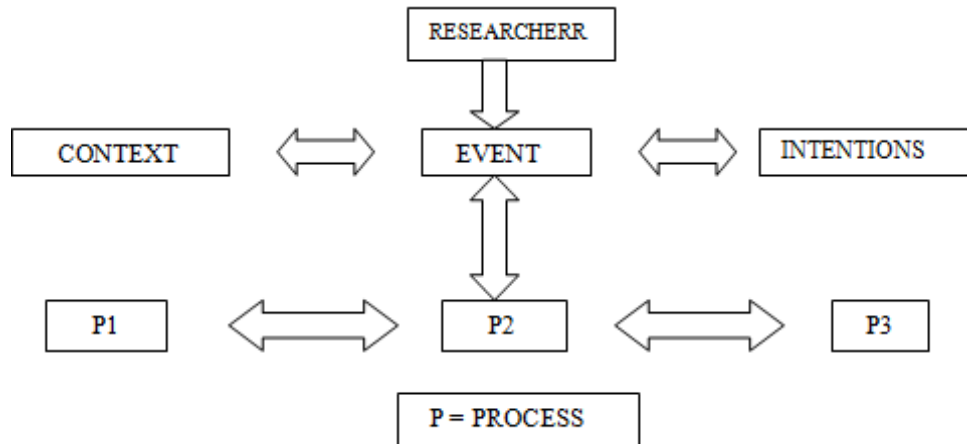 RESEARCHERR
CONTEXT
EVENT
INTENTIONS
P1
P2
P3
P = PROCESS